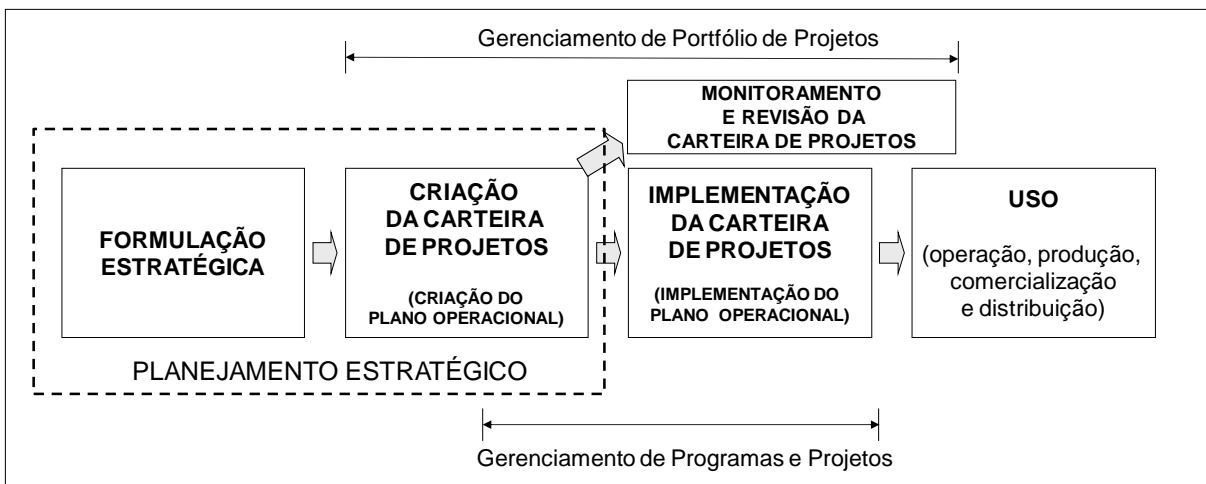 Gerenciamento de Portfólio de Projetos
MONITORAMENTO
E REVISÃO DA
CARTEIRA DE PROJETOS
FORMULAÇÃO
ESTRATÉGICA
CRIAÇÃO
DA CARTEIRA
DE PROJETOS
(CRIAÇÃO DO
PLANO OPERACIONAL)
IMPLEMENTAÇÃO
DA CARTEIRA
DE PROJETOS
(IMPLEMENTAÇÃO DO
PLANO OPERACIONAL)
USO
(operação, produção,
comercialização
e distribuição)
PLANEJAMENTO ESTRATÉGICO
Gerenciamento de Programas e Projetos